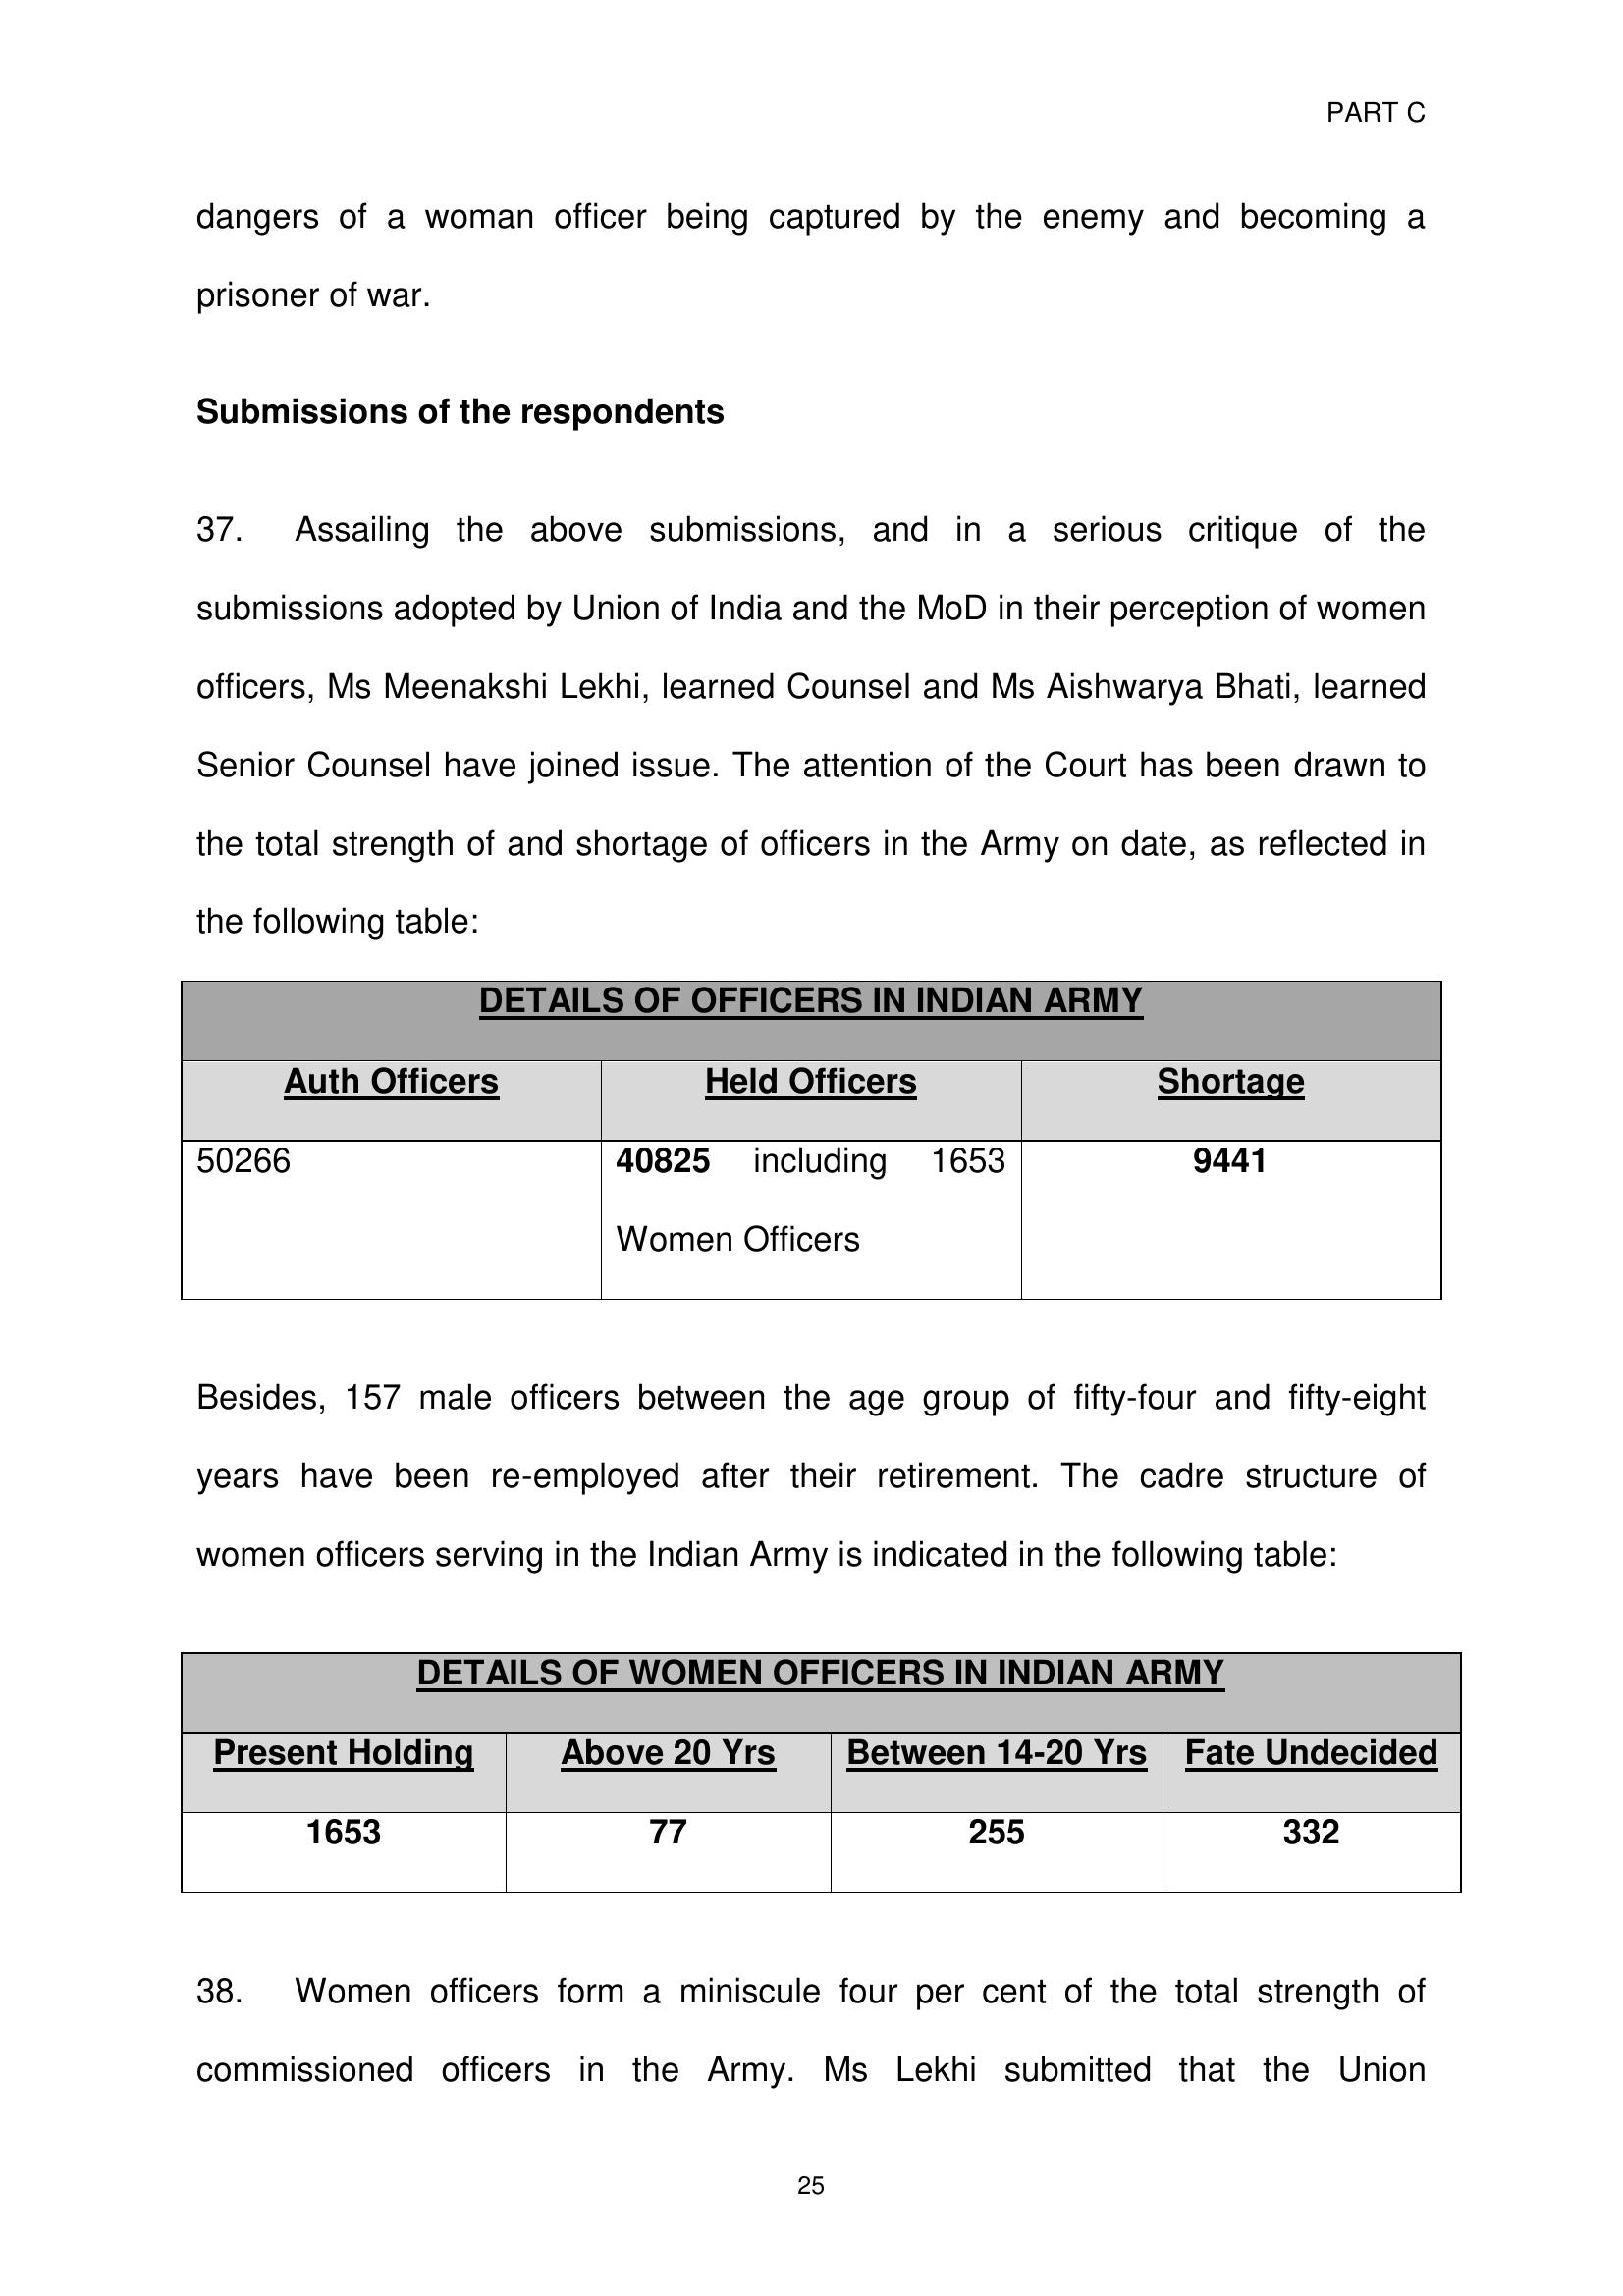 PART C
dangers of a woman officer being captured by the enemy and becoming a
prisoner of war.
Submissions of the respondents
37. Assailing the above submissions, and in a serious critique of the
submissions adopted by Union of India and the MoD in their perception of women
officers, Ms Meenakshi Lekhi, learned Counsel and Ms Aishwarya Bhati, learned
Senior Counsel have joined issue. The attention of the Court has been drawn to
the total strength of and shortage of officers in the Army on date, as reflected in
the following table:
DETAILS OF OFFICERS IN INDIAN ARMY
Auth Officers Held Officers Shortage
50266 40825 including 1653 9441
Women Officers
Besides, 157 male officers between the age group of fifty-four and fifty-eight
years have been re-employed after their retirement. The cadre structure of
women officers serving in the Indian Army is indicated in the following table:
DETAILS OF WOMEN OFFICERS IN INDIAN ARMY
Present Holding Above 20 Yrs Between 14-20 Yrs Fate Undecided
1653 77 255 332
38. Women officers form a miniscule four per cent of the total strength of
commissioned officers in the Army. Ms Lekhi submitted that the Union
25